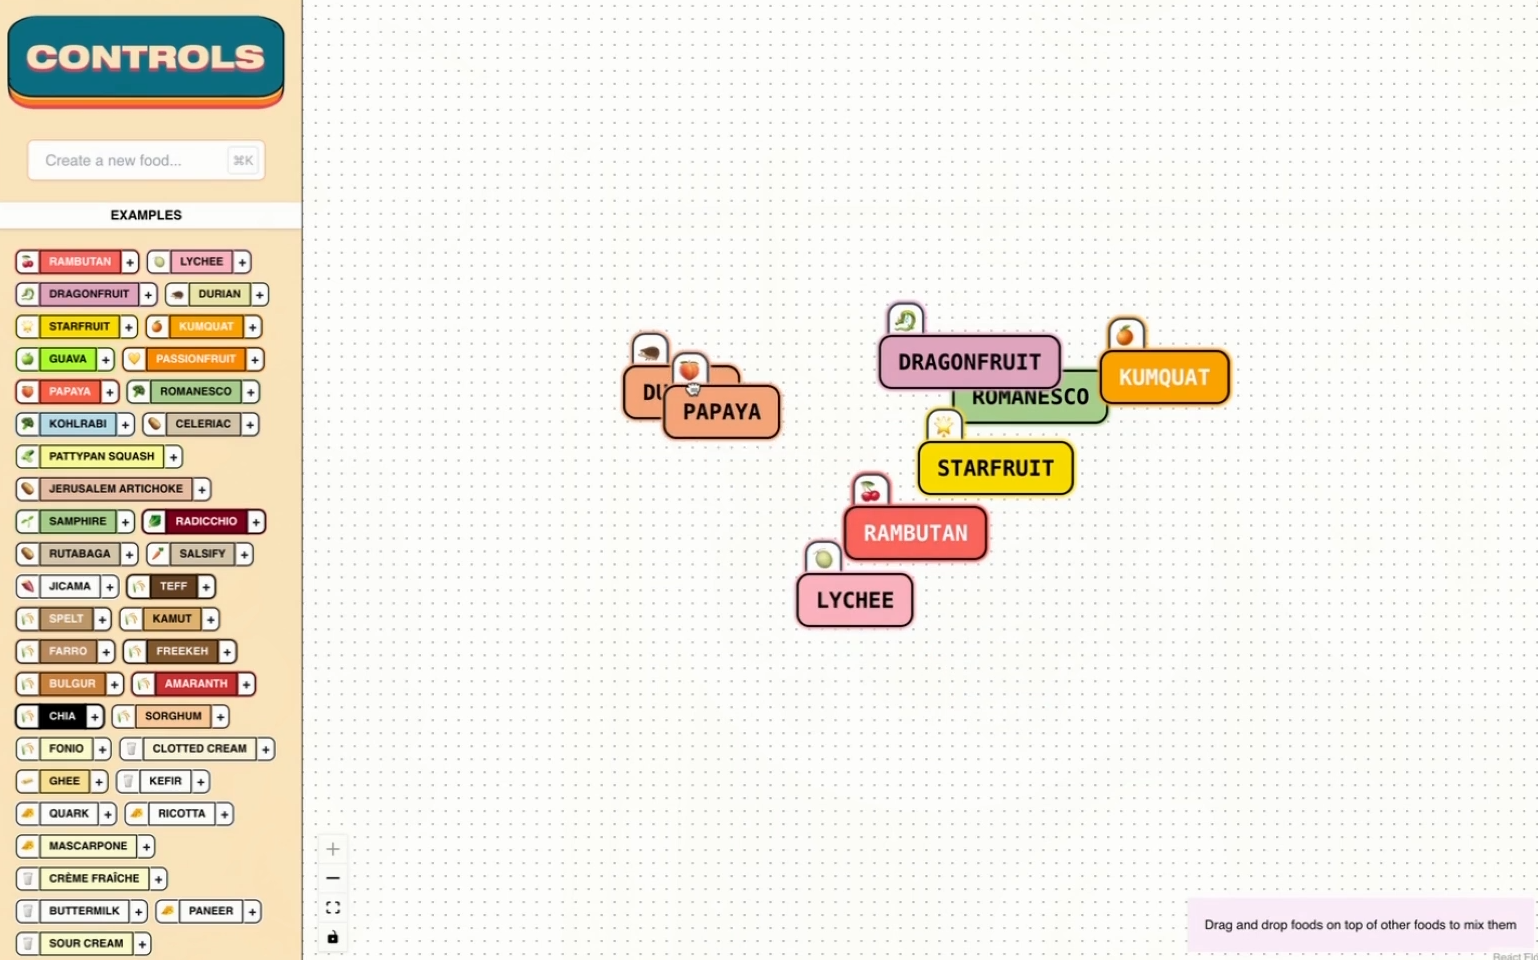 CONTROLS
Create a new food... ⌘K
EXAMPLES
RAMBUTAN + LYCHEE +
DRAGONFRUIT + DURIAN +
STARFRUIT + KUMQUAT +
GUAVA + PASSIONFRUIT +
PAPAYA + ROMANESCO +
KOHLRABI + CELERIAC +
PATTYPAN SQUASH +
JERUSALEM ARTICHOKE +
SAMPHIRE + RADICCHIO +
RUTABAGA + SALSIFY +
JICAMA + TEFF +
SPELT + KAMUT +
FARRO + FREEKEH +
BULGUR + AMARANTH +
CHIA + SORGHUM +
FONIO + CLOTTED CREAM +
GHEE + KEFIR +
QUARK + RICOTTA +
MASCARPONE +
CRÈME FRAÎCHE +
BUTTERMILK + PANEER +
SOUR CREAM +
DU
PAPAYA
DRAGONFRUIT
KUMQUAT
ROMANESCO
STARFRUIT
RAMBUTAN
LYCHEE
Drag and drop foods on top of other foods to mix them
React